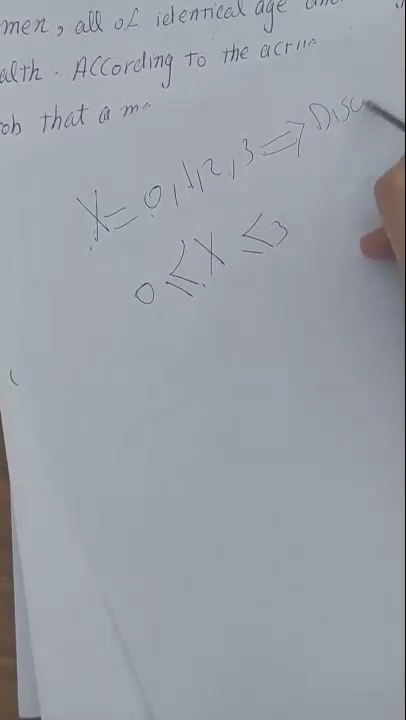 men, all of identical age
alth. ACCORDING to the
ob that a
X = 0, 1, 2, 3 ⇒ Disc
0 ≤ X ≤ 3